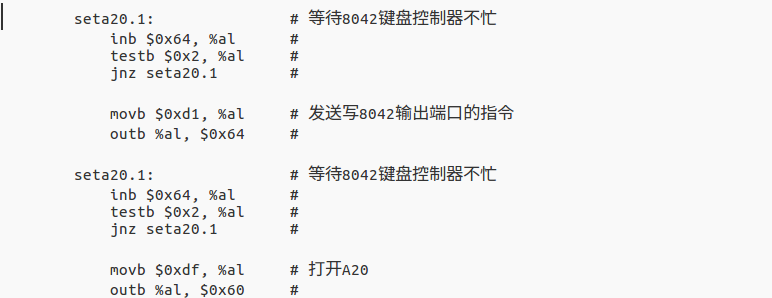 seta20.1: # 等待8042键盘控制器不忙
inb $0x64, %al #
testb $0x2, %al #
jnz seta20.1 #
movb $0xd1, %al # 发送写8042输出端口的指令
outb %al, $0x64 #
seta20.1: # 等待8042键盘控制器不忙
inb $0x64, %al #
testb $0x2, %al #
jnz seta20.1 #
movb $0xdf, %al # 打开A20
outb %al, $0x60 #